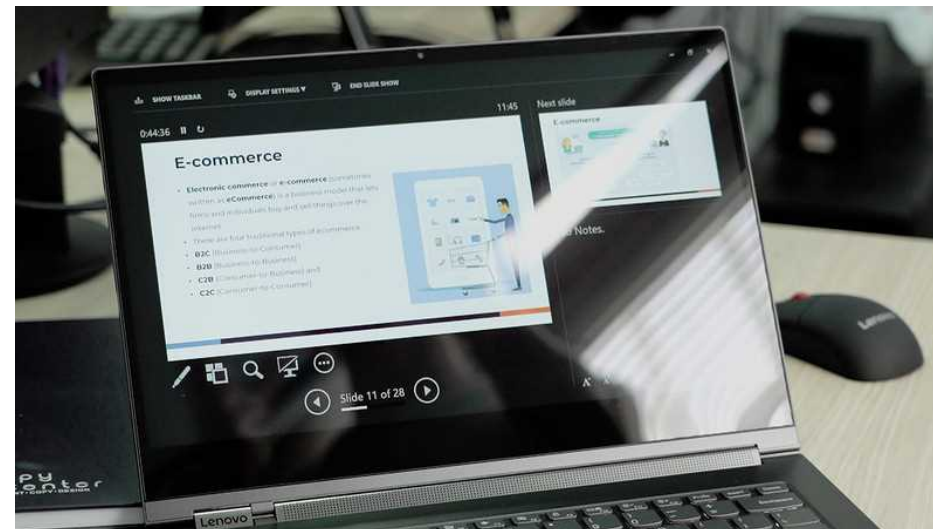 SHOW TASKBAR
DISPLAY SETTINGS ▾
END SLIDE SHOW
0:44:36
11:45
Next slide
E-commerce
• Electronic commerce or e-commerce (sometimes
written as eCommerce) is a business model that lets
firms and individuals buy and sell things over the
internet.
• There are four traditional types of ecommerce:
• B2C (Business-to-Consumer)
• B2B (Business-to-Business)
• C2B (Consumer-to-Business) and
• C2C (Consumer-to-Consumer)
E-commerce
Notes.
Slide 11 of 28
A
Lenovo